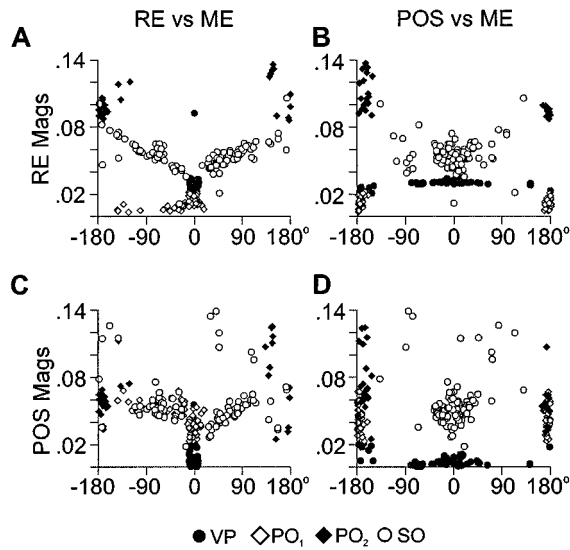 RE vs ME
POS vs ME
A
B
RE Mags
.14
.08
.02
-180 -90 0 90 180°
.14
.08
.02
-180 -90 0 90 180°
C
D
POS Mags
.14
.08
.02
-180 -90 0 90 180°
.14
.08
.02
-180 -90 0 90 180°
● VP ◇ PO₁ ◆ PO₂ ○ SO